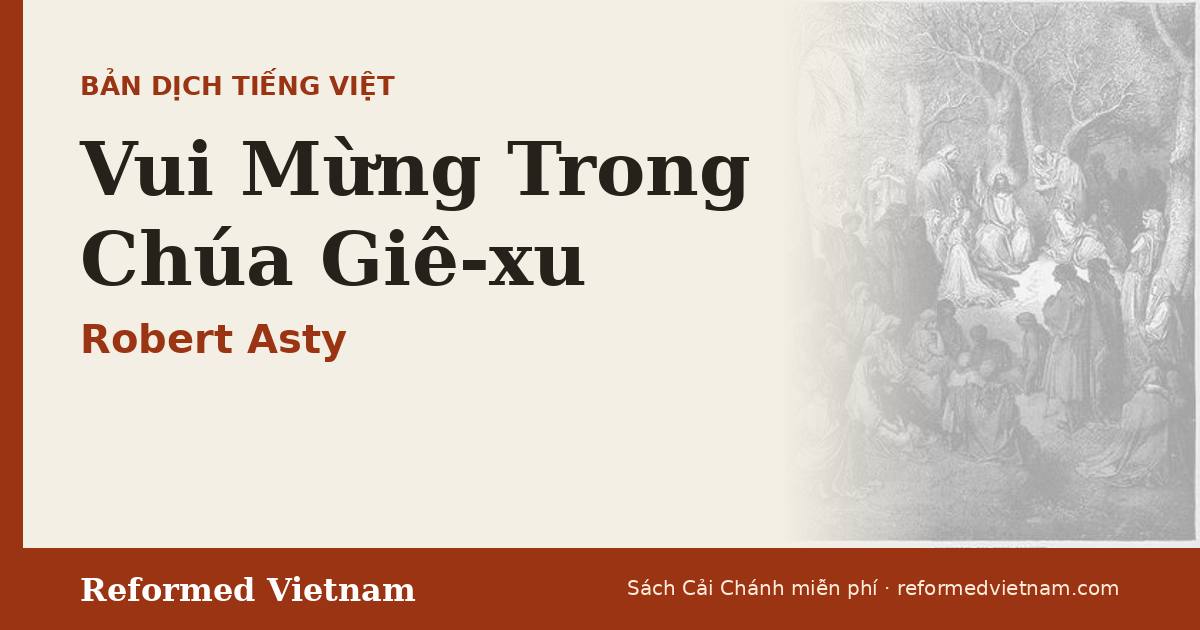 BẢN DỊCH TIẾNG VIỆT
Vui Mừng Trong
Chúa Giê-xu
Robert Asty
Reformed Vietnam
Sách Cải Chánh miễn phí · reformedvietnam.com